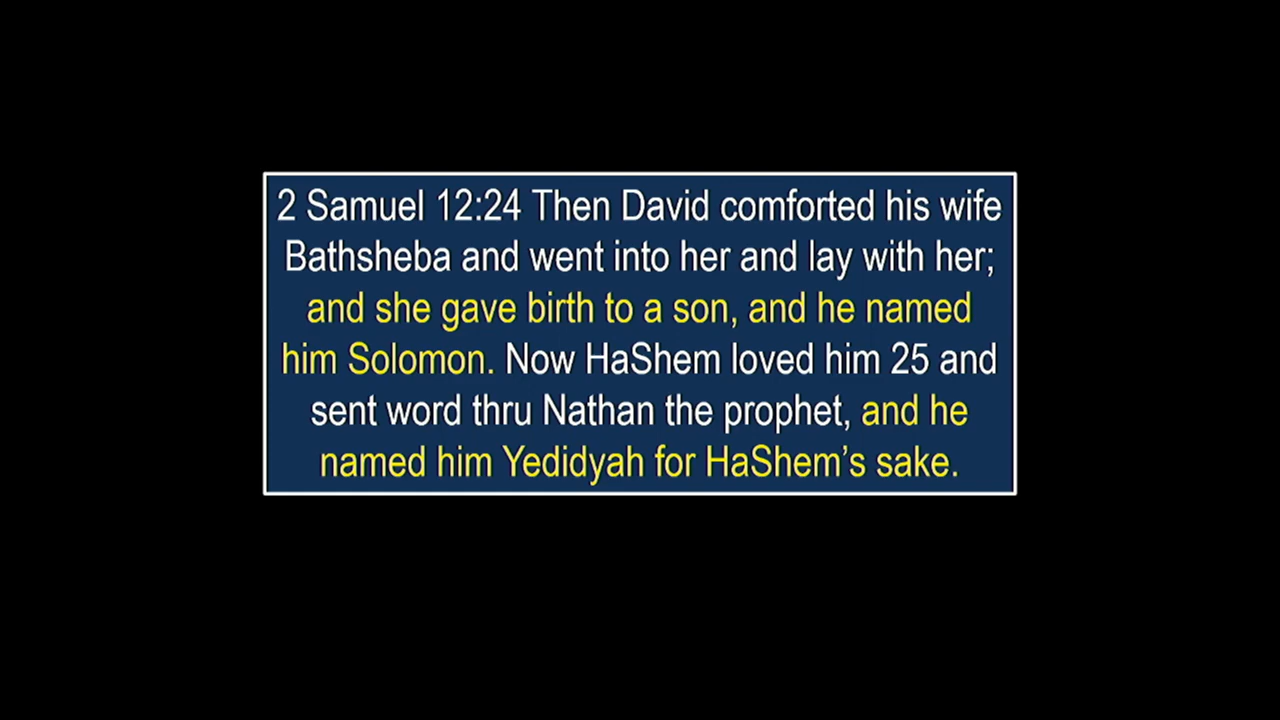 2 Samuel 12:24 Then David comforted his wife
Bathsheba and went into her and lay with her;
and she gave birth to a son, and he named
him Solomon. Now HaShem loved him 25 and
sent word thru Nathan the prophet, and he
named him Yedidyah for HaShem’s sake.